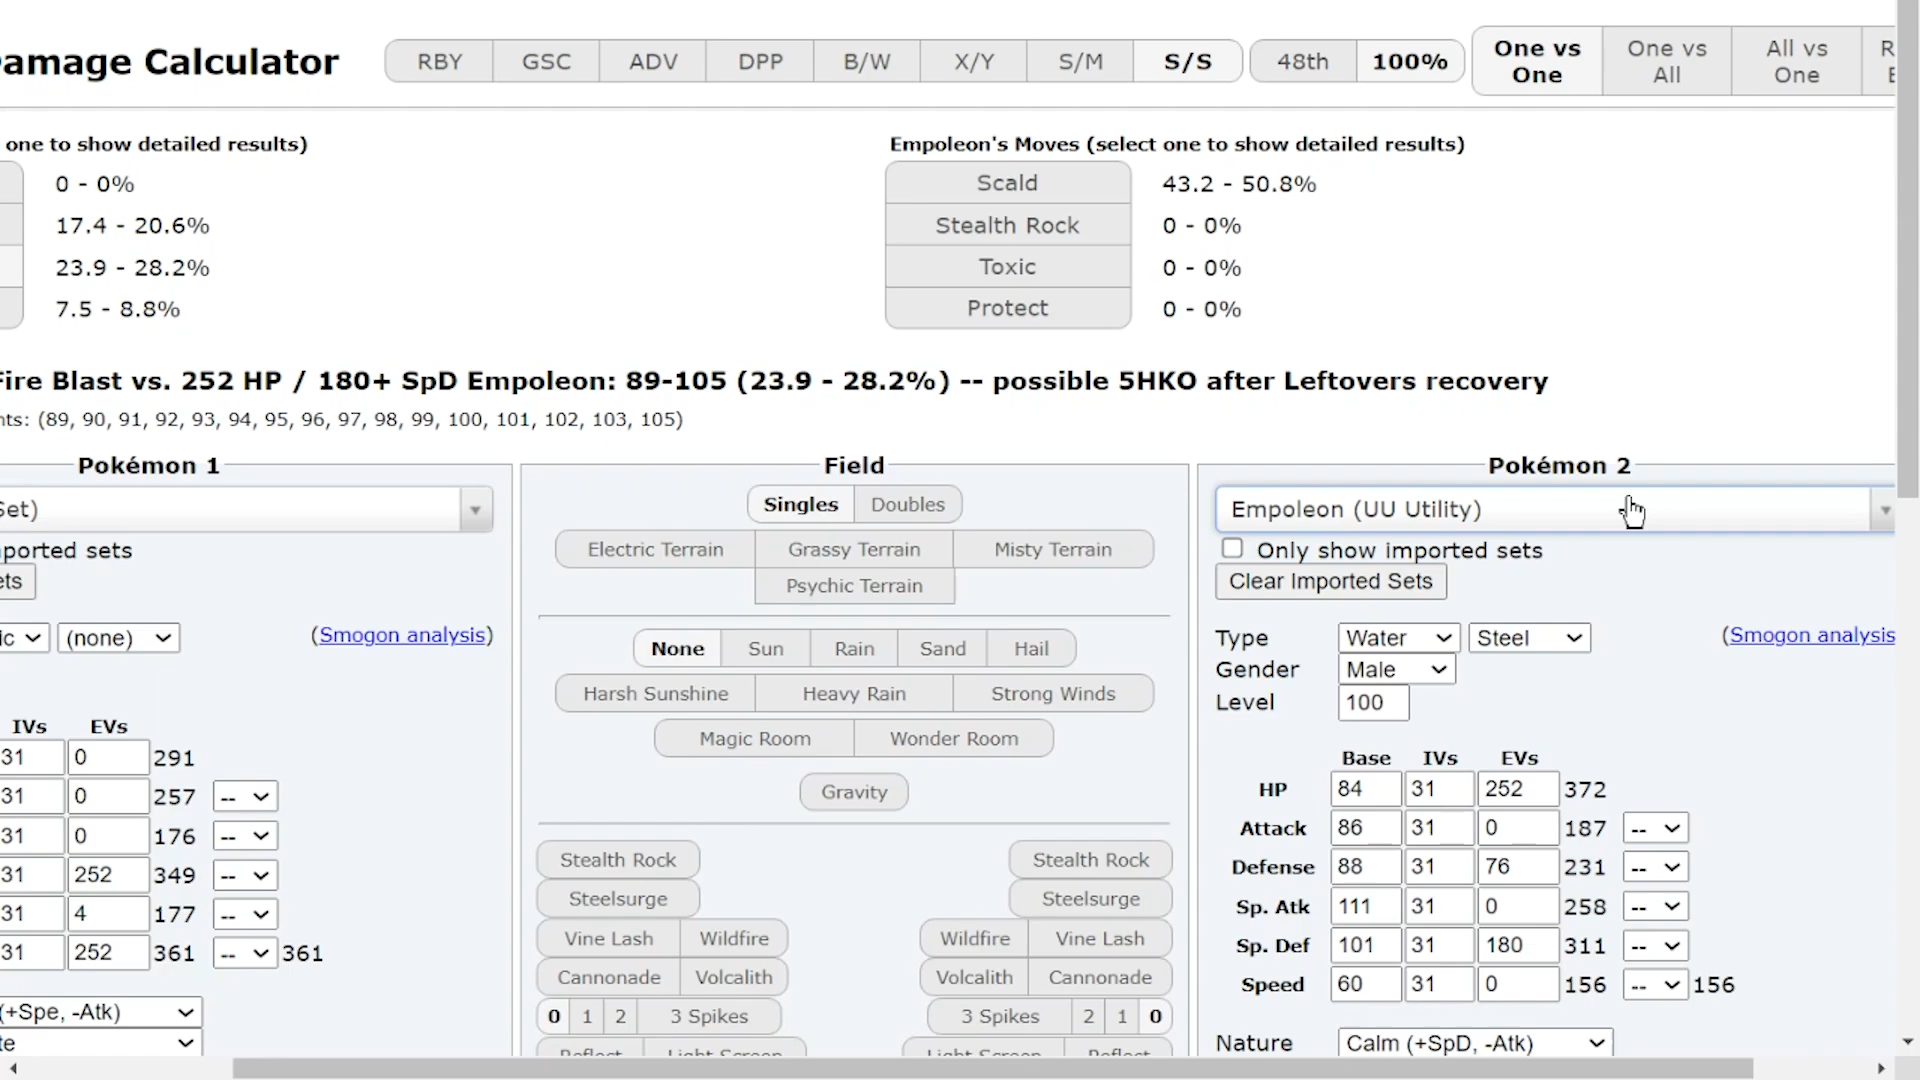 amage Calculator
RBY GSC ADV DPP B/W X/Y S/M S/S 48th 100% One vs One One vs All All vs One
one to show detailed results)
Empoleon's Moves (select one to show detailed results)
0 - 0% Scald 43.2 - 50.8%
17.4 - 20.6% Stealth Rock 0 - 0%
23.9 - 28.2% Toxic 0 - 0%
7.5 - 8.8% Protect 0 - 0%
Fire Blast vs. 252 HP / 180+ SpD Empoleon: 89-105 (23.9 - 28.2%) -- possible 5HKO after Leftovers recovery
nts: (89, 90, 91, 92, 93, 94, 95, 96, 97, 98, 99, 100, 101, 102, 103, 105)
Pokémon 1
Set)
ported sets
ets
ic (none) (Smogon analysis)
IVs EVs
31 0 291
31 0 257 --
31 0 176 --
31 252 349 --
31 4 177 --
31 252 361 -- 361
(+Spe, -Atk)
te
Field
Singles Doubles
Electric Terrain Grassy Terrain Misty Terrain
Psychic Terrain
None Sun Rain Sand Hail
Harsh Sunshine Heavy Rain Strong Winds
Magic Room Wonder Room
Gravity
Stealth Rock Stealth Rock
Steelsurge Steelsurge
Vine Lash Wildfire Wildfire Vine Lash
Cannonade Volcalith Volcalith Cannonade
0 1 2 3 Spikes 3 Spikes 2 1 0
Reflect Light Screen Light Screen Reflect
Pokémon 2
Empoleon (UU Utility)
Only show imported sets
Clear Imported Sets
Type Water Steel (Smogon analysis
Gender Male
Level 100
Base IVs EVs
HP 84 31 252 372
Attack 86 31 0 187 --
Defense 88 31 76 231 --
Sp. Atk 111 31 0 258 --
Sp. Def 101 31 180 311 --
Speed 60 31 0 156 -- 156
Nature Calm (+SpD, -Atk)